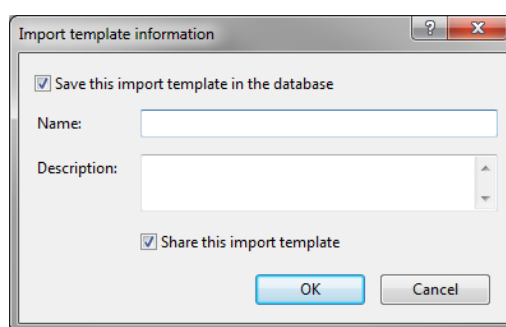 Import template information
?
Save this import template in the database
Name:
Description:
Share this import template
OK
Cancel